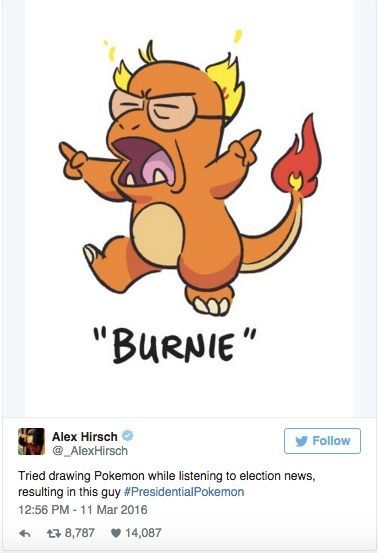 "BURNIE"
Alex Hirsch
@_AlexHirsch
Follow
Tried drawing Pokemon while listening to election news,
resulting in this guy #PresidentialPokemon
12:56 PM - 11 Mar 2016
8,787 14,087